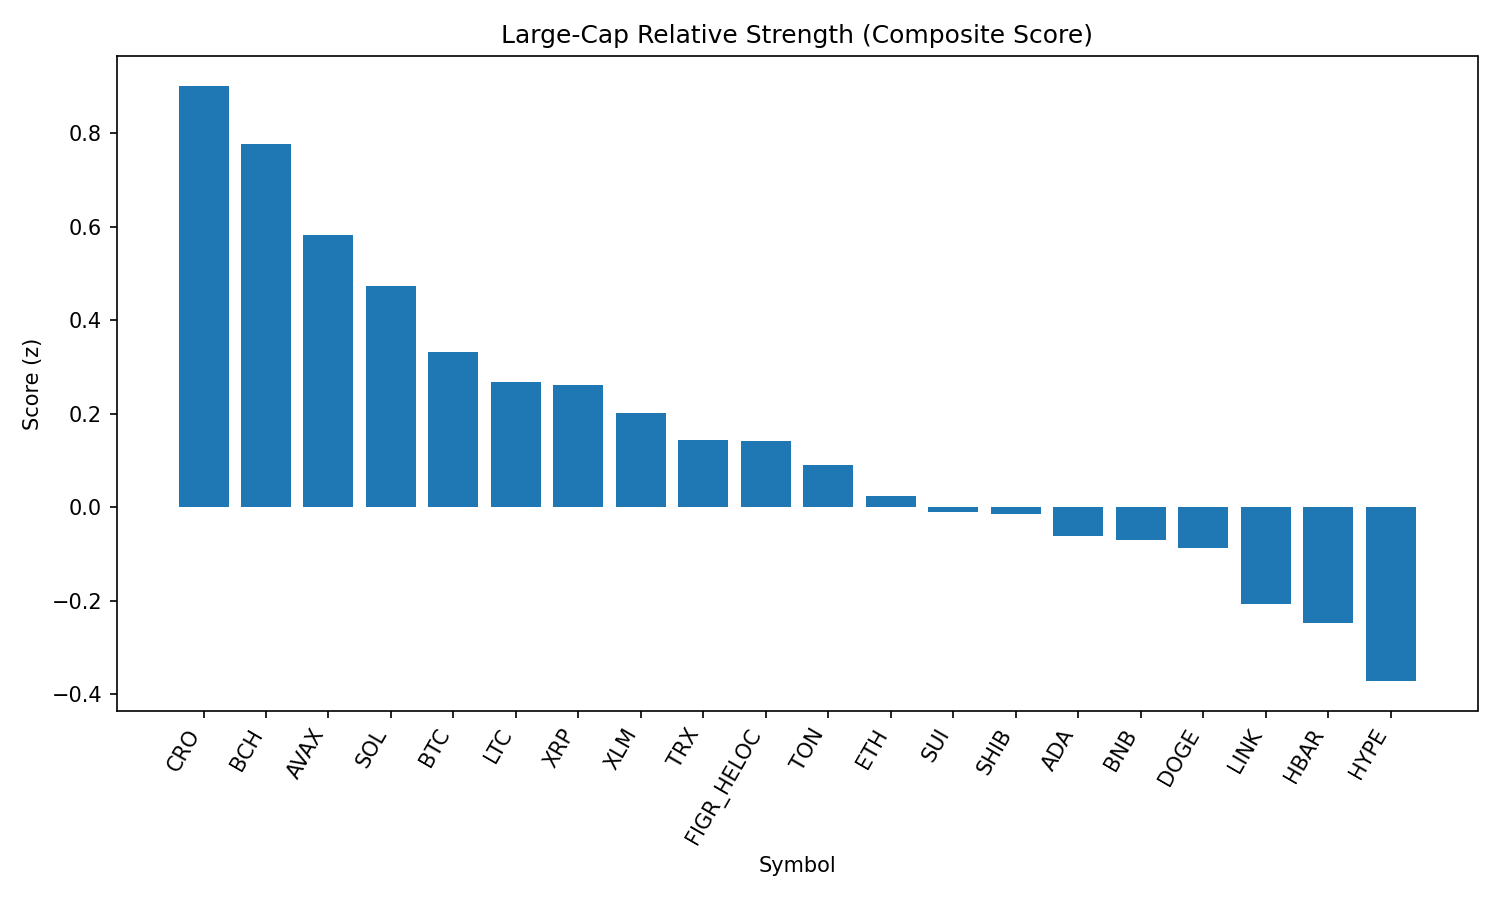 Large-Cap Relative Strength (Composite Score)
Score (z)
0.8
0.6
0.4
0.2
0.0
−0.2
−0.4
CRO
BCH
AVAX
SOL
BTC
LTC
XRP
XLM
TRX
FIGR_HELOC
TON
ETH
SUI
SHIB
ADA
BNB
DOGE
LINK
HBAR
HYPE
Symbol